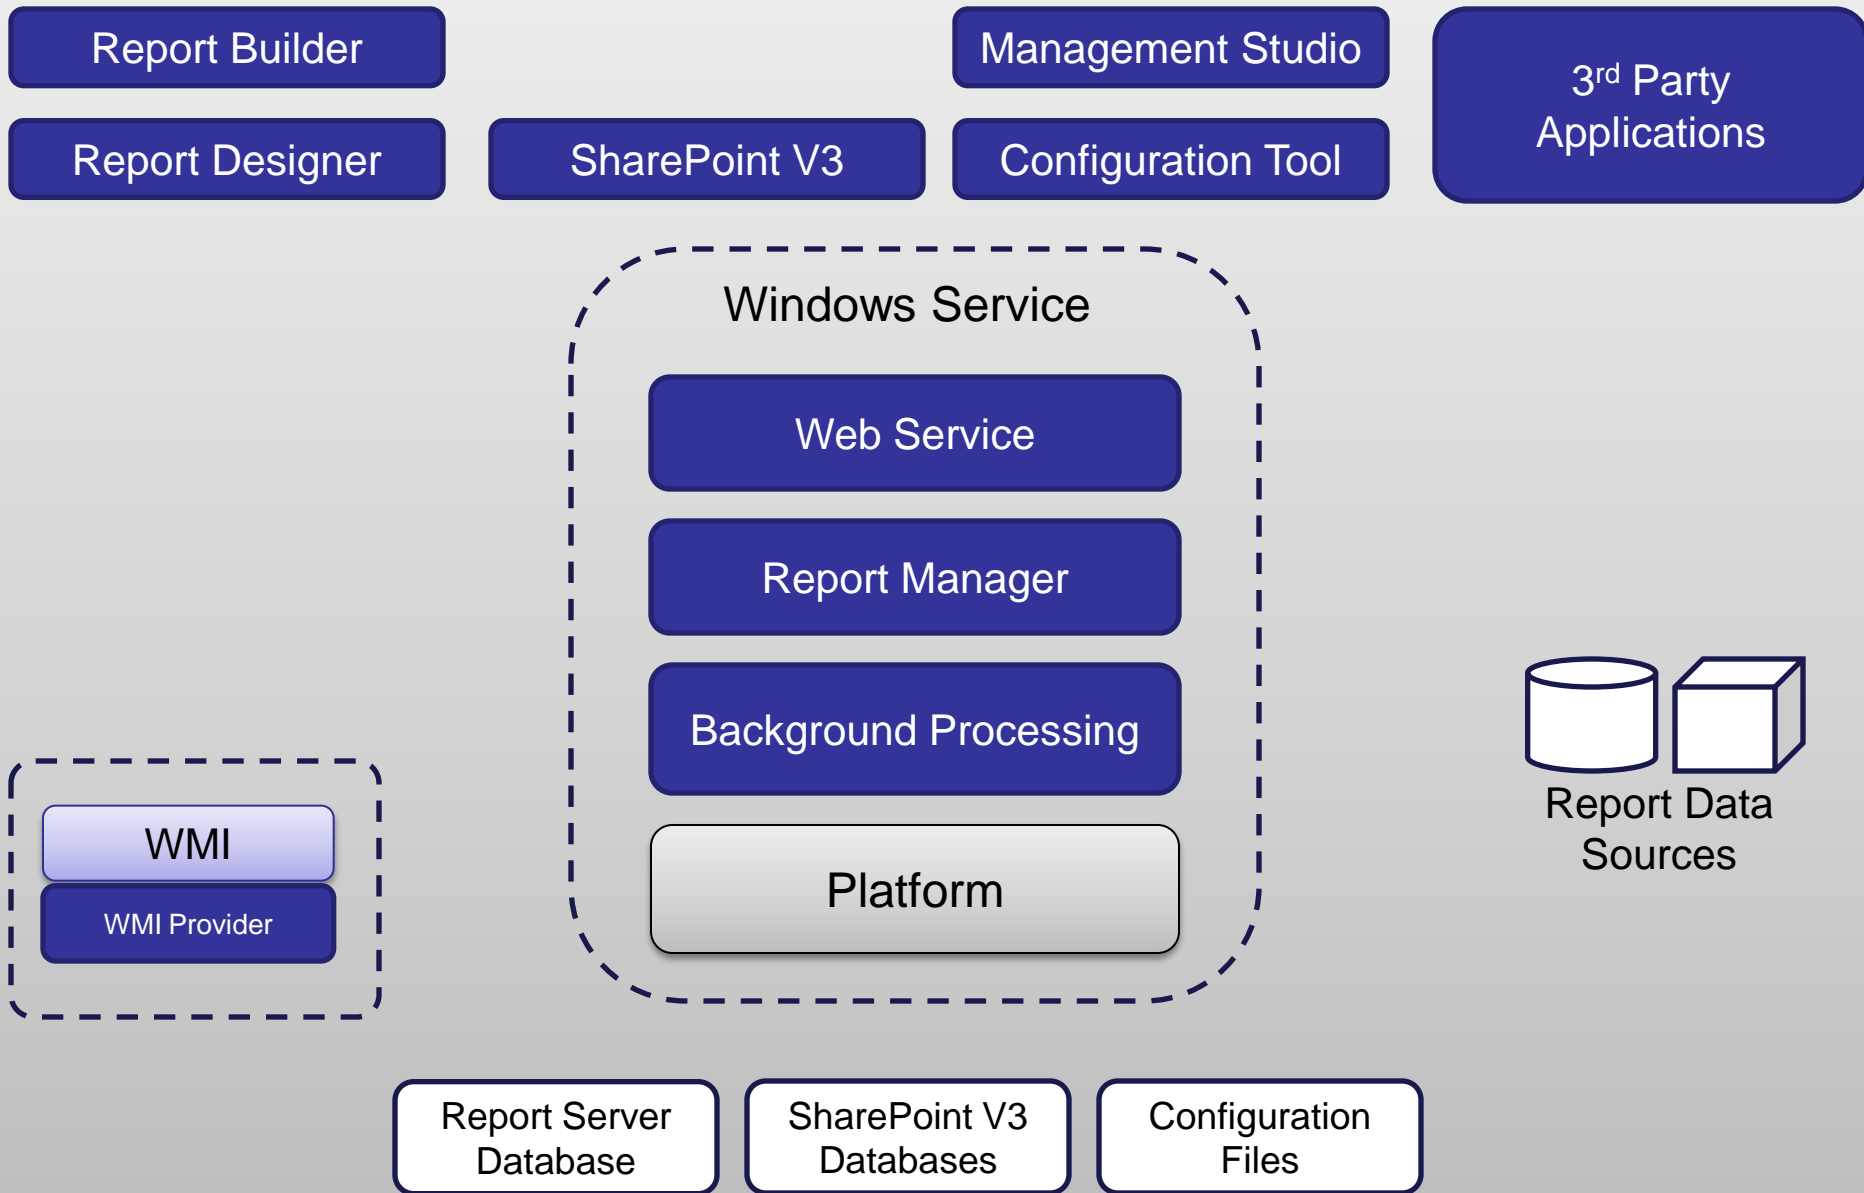 Report Builder
Management Studio
3rd Party
Applications
Report Designer
SharePoint V3
Configuration Tool
Windows Service
Web Service
Report Manager
Background Processing
Platform
WMI
WMI Provider
Report Data
Sources
Report Server
Database
SharePoint V3
Databases
Configuration
Files